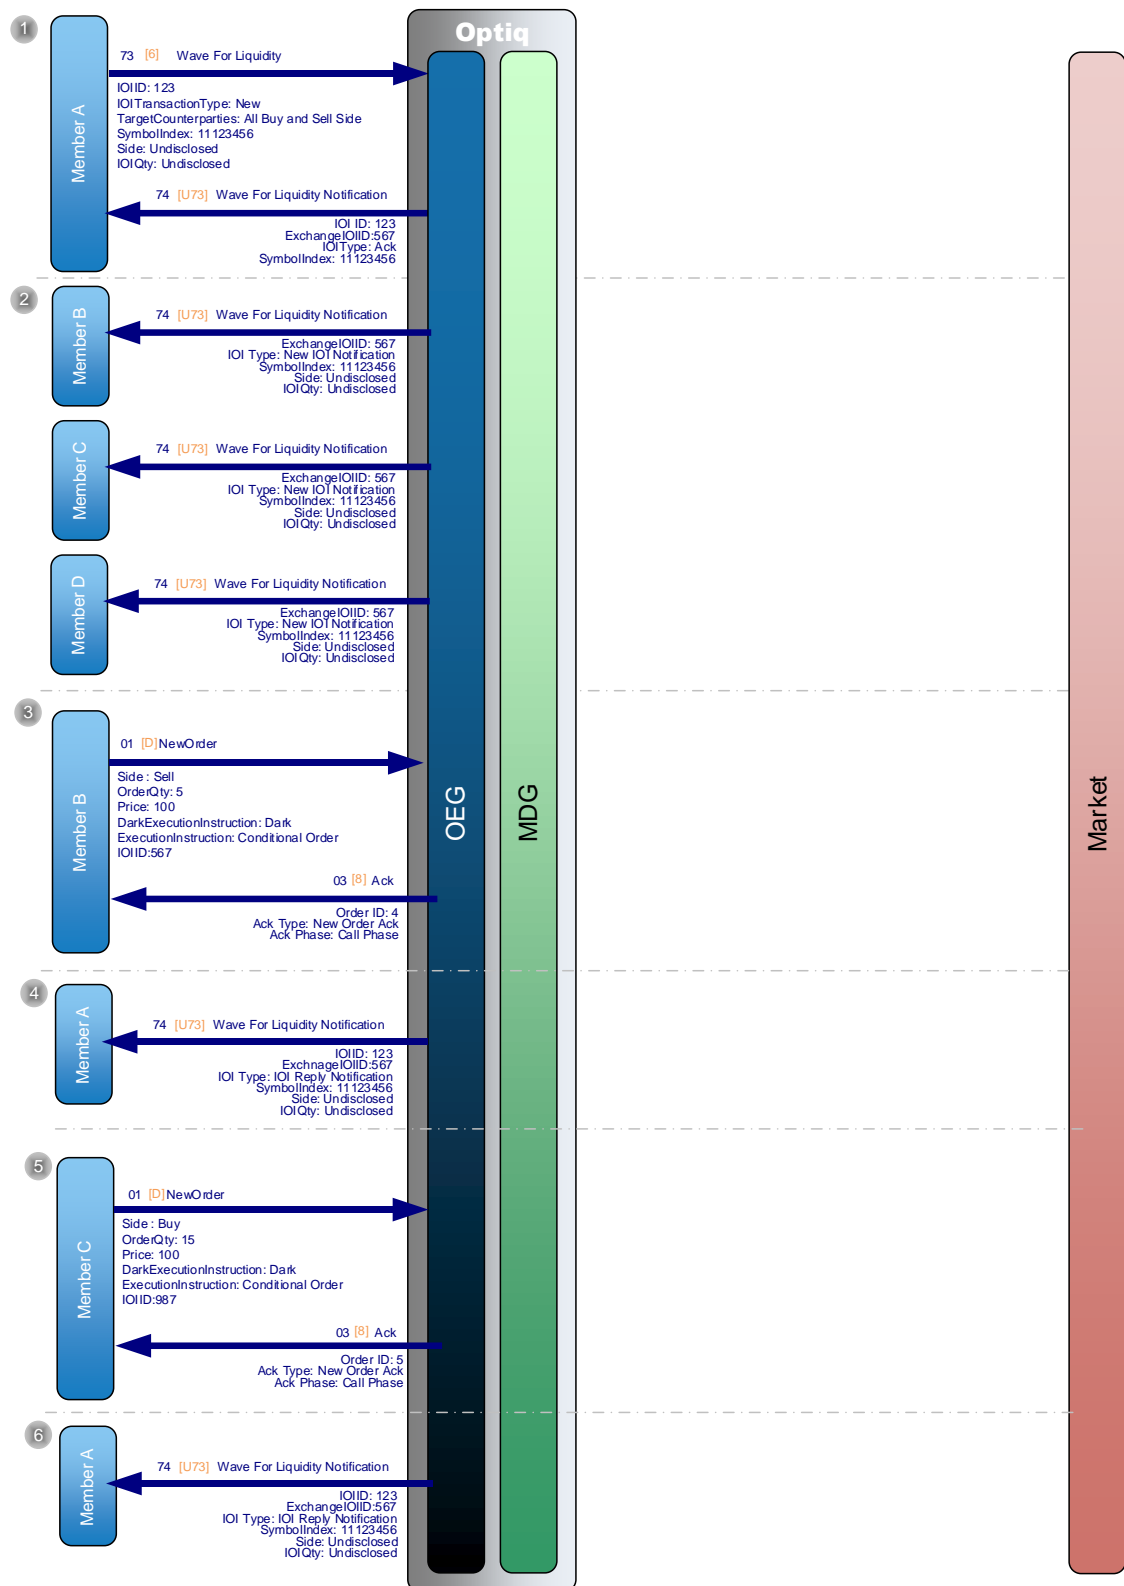 Optiq
1
Member A
73 [6] Wave For Liquidity
IOIID: 123
IOITransactionType: New
TargetCounterparties: All Buy and Sell Side
SymbolIndex: 11123456
Side: Undisclosed
IOIQty: Undisclosed
74 [U73] Wave For Liquidity Notification
IOI ID: 123
ExchangeIOIID:567
IOIType: Ack
SymbolIndex: 11123456
2
Member B
74 [U73] Wave For Liquidity Notification
ExchangeIOIID: 567
IOI Type: New IOI Notification
SymbolIndex: 11123456
Side: Undisclosed
IOIQty: Undisclosed
Member C
74 [U73] Wave For Liquidity Notification
ExchangeIOIID: 567
IOI Type: New IOI Notification
SymbolIndex: 11123456
Side: Undisclosed
IOIQty: Undisclosed
Member D
74 [U73] Wave For Liquidity Notification
ExchangeIOIID: 567
IOI Type: New IOI Notification
SymbolIndex: 11123456
Side: Undisclosed
IOIQty: Undisclosed
3
Member B
01 [D]NewOrder
Side : Sell
OrderQty: 5
Price: 100
DarkExecutionInstruction: Dark
ExecutionInstruction: Conditional Order
IOIID:567
03 [8] Ack
Order ID: 4
Ack Type: New Order Ack
Ack Phase: Call Phase
OEG
MDG
Market
4
Member A
74 [U73] Wave For Liquidity Notification
IOIID: 123
ExchnageIOIID:567
IOI Type: IOI Reply Notification
SymbolIndex: 11123456
Side: Undisclosed
IOIQty: Undisclosed
5
Member C
01 [D]NewOrder
Side : Buy
OrderQty: 15
Price: 100
DarkExecutionInstruction: Dark
ExecutionInstruction: Conditional Order
IOIID:987
03 [8] Ack
Order ID: 5
Ack Type: New Order Ack
Ack Phase: Call Phase
6
Member A
74 [U73] Wave For Liquidity Notification
IOIID: 123
ExchangeIOIID:567
IOI Type: IOI Reply Notification
SymbolIndex: 11123456
Side: Undisclosed
IOIQty: Undisclosed